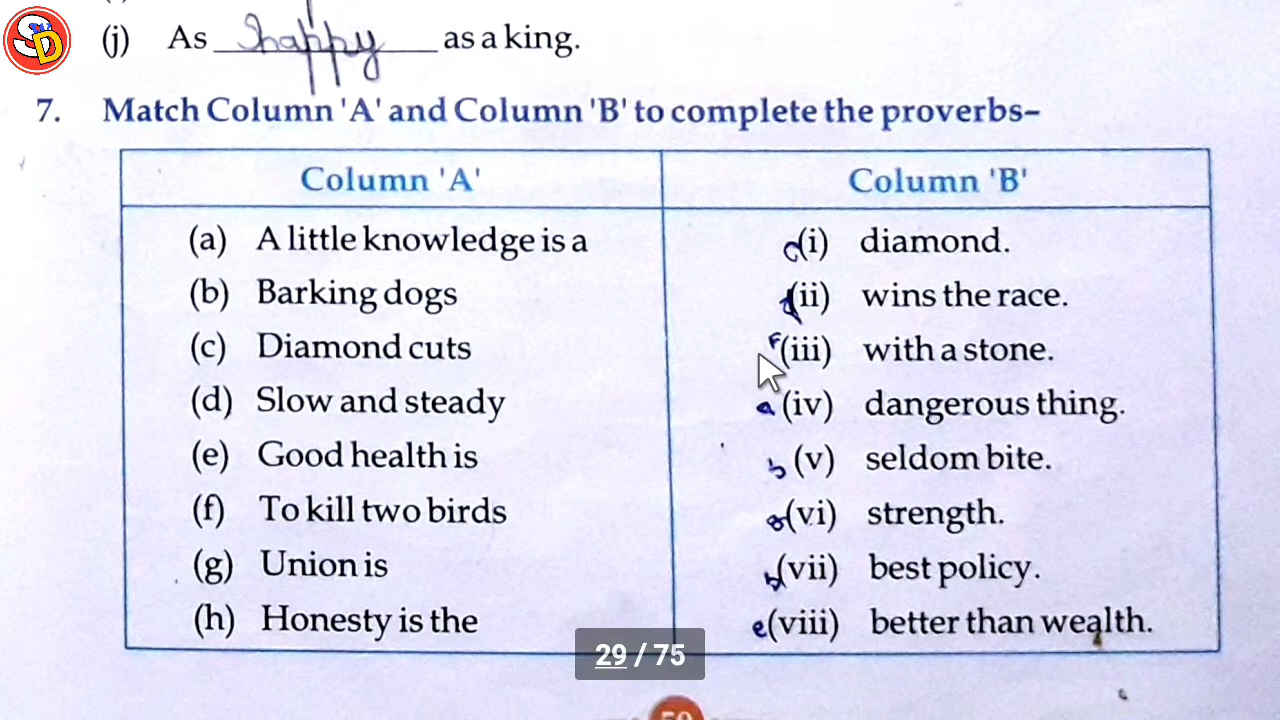 SD
(j) As happy as a king.
7. Match Column 'A' and Column 'B' to complete the proverbs–
Column 'A' Column 'B'
(a) A little knowledge is a c (i) diamond.
(b) Barking dogs d (ii) wins the race.
(c) Diamond cuts F (iii) with a stone.
(d) Slow and steady a (iv) dangerous thing.
(e) Good health is b (v) seldom bite.
(f) To kill two birds (vi) strength.
(g) Union is (vii) best policy.
(h) Honesty is the e (viii) better than wealth.
29 / 75
59